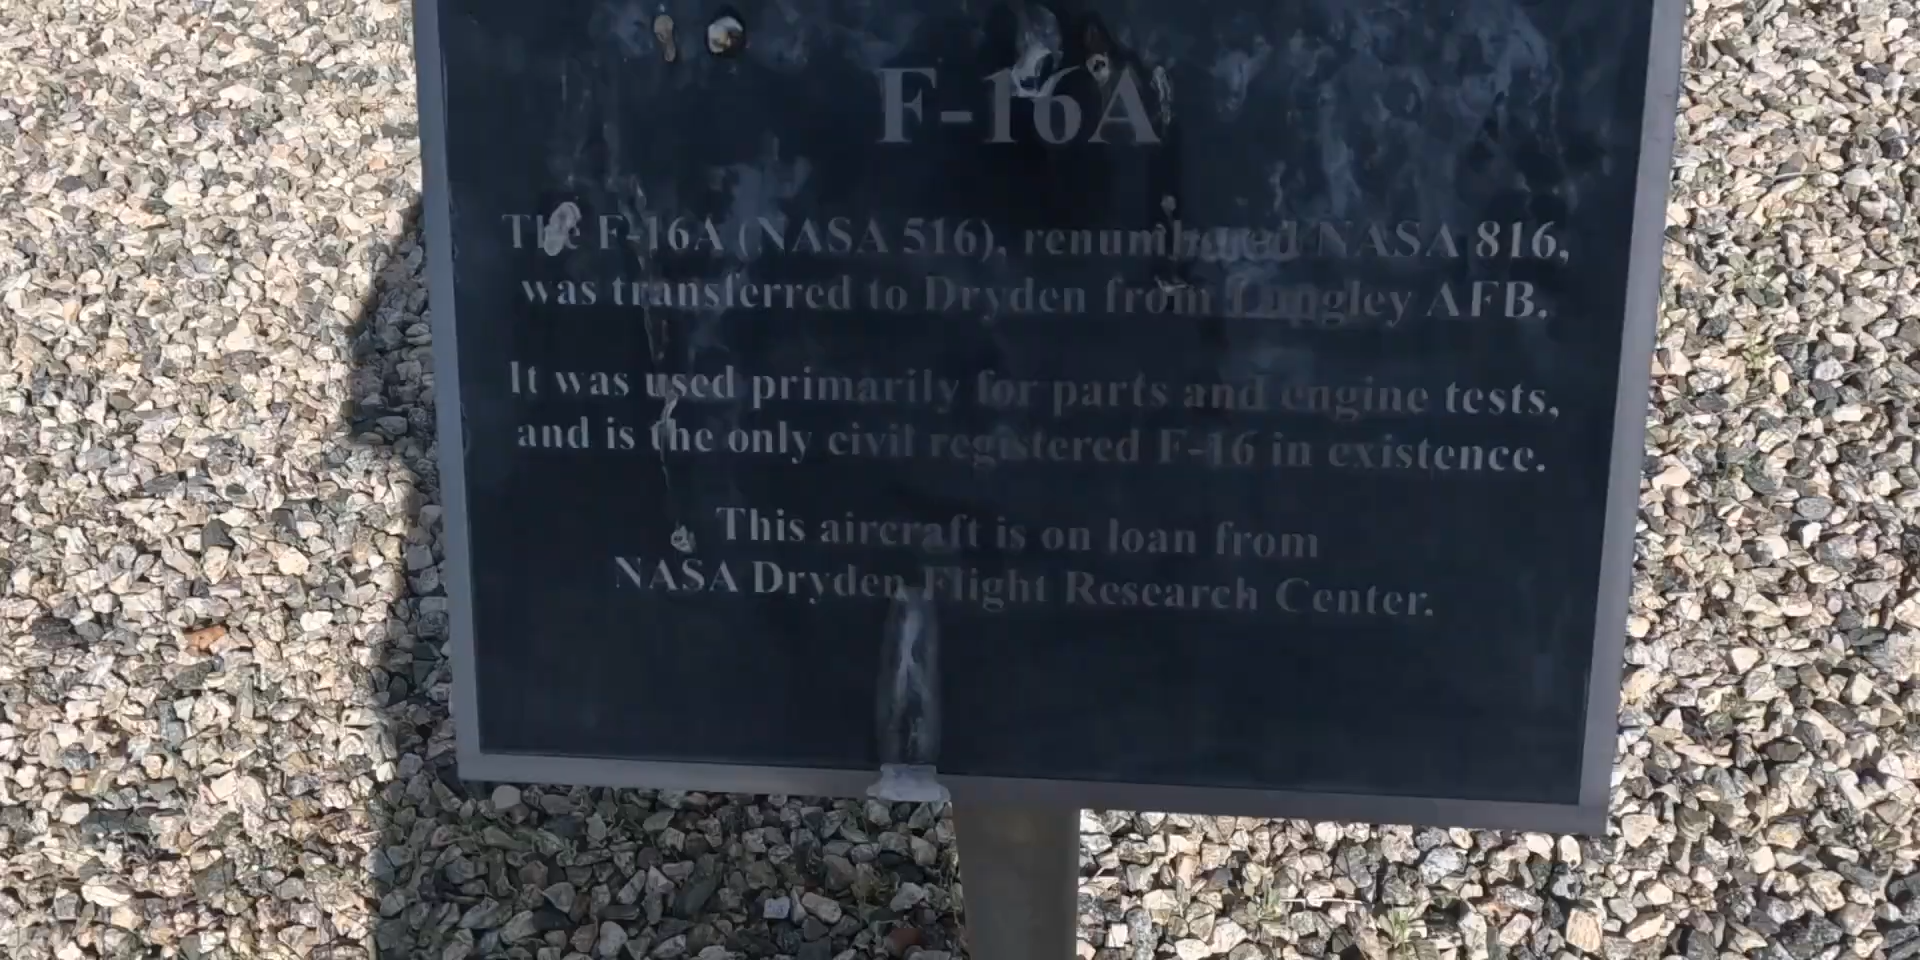 F-16A
The F-16A (NASA 516), renumbered NASA 816,
was transferred to Dryden from Langley AFB.
It was used primarily for parts and engine tests,
and is the only civil registered F-16 in existence.
This aircraft is on loan from
NASA Dryden Flight Research Center.